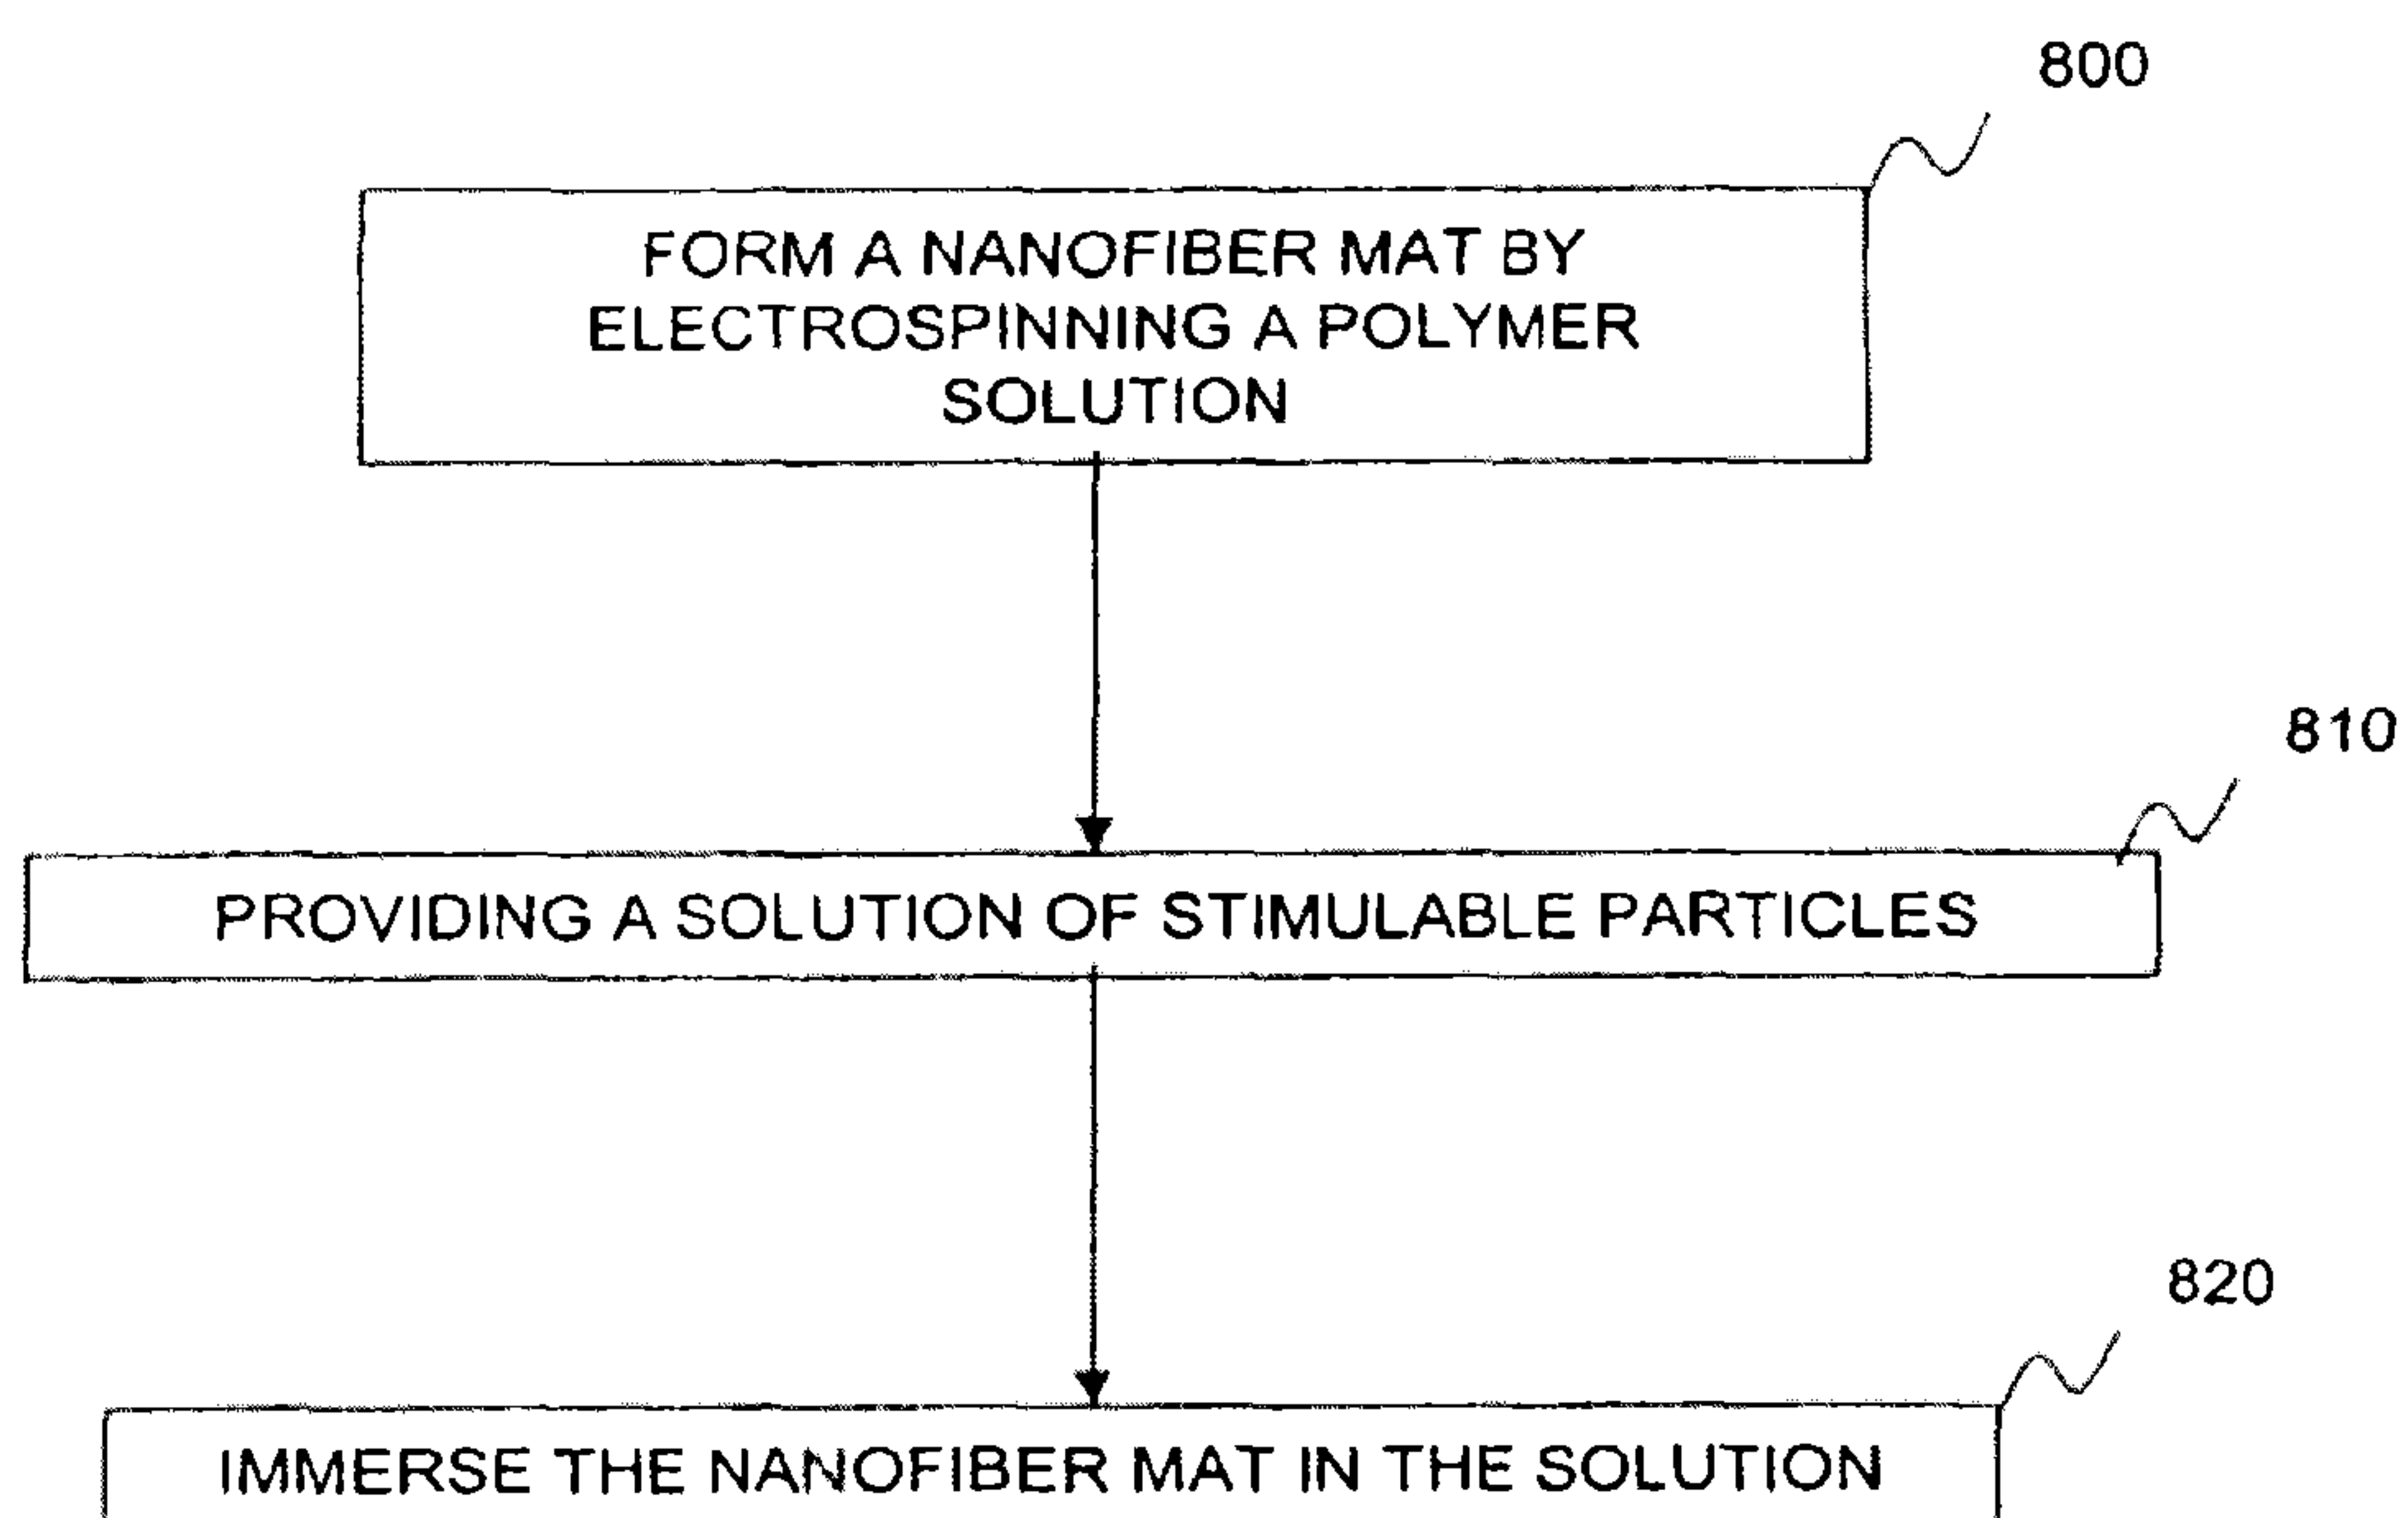 800
FORM A NANOFIBER MAT BY
ELECTROSPINNING A POLYMER
SOLUTION
810
PROVIDING A SOLUTION OF STIMULABLE PARTICLES
820
IMMERSE THE NANOFIBER MAT IN THE SOLUTION